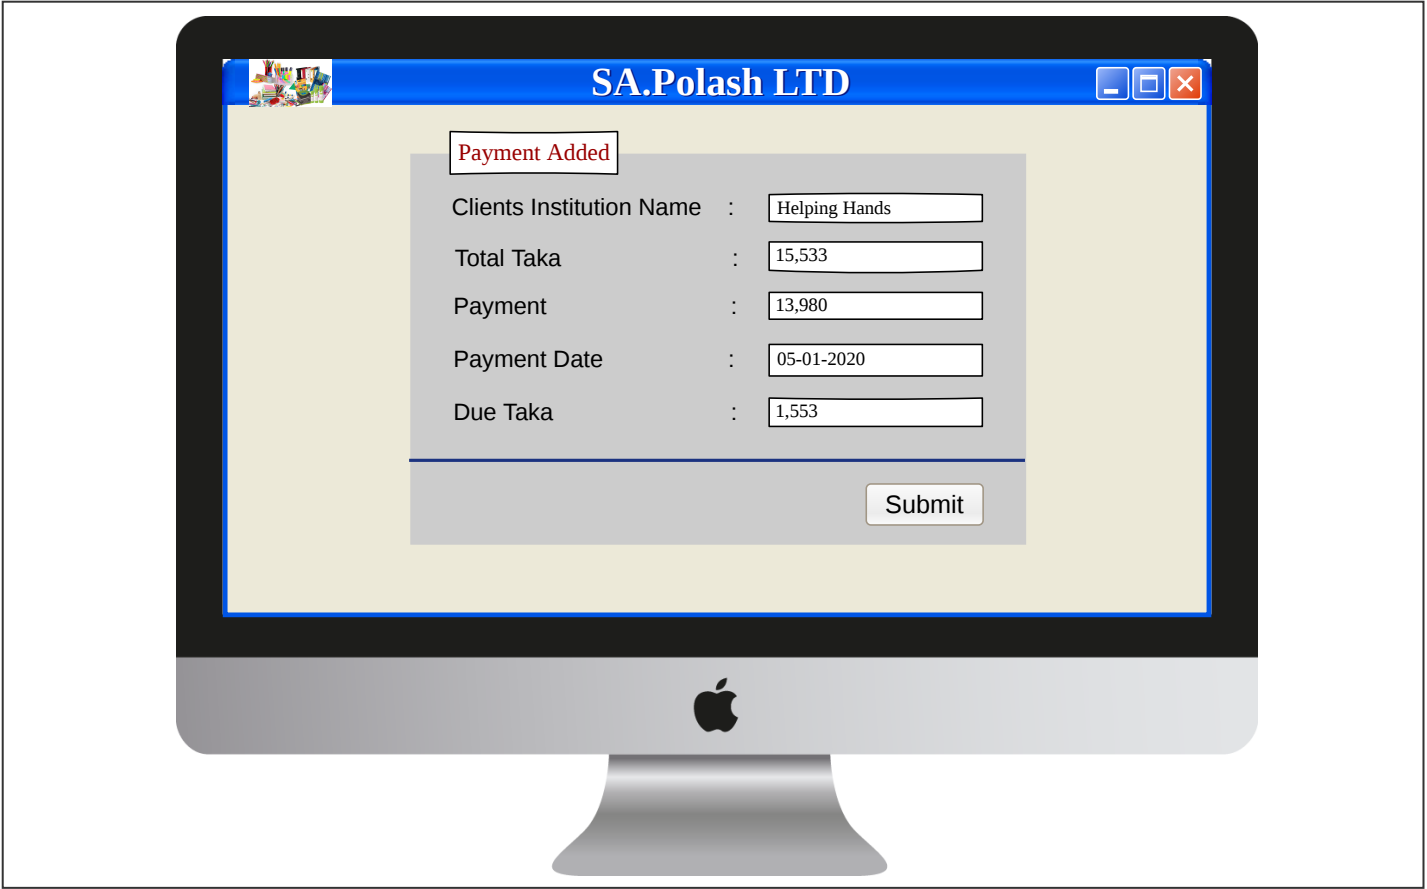 SA.Polash LTD
Payment Added
Clients Institution Name : Helping Hands
Total Taka : 15,533
Payment : 13,980
Payment Date : 05-01-2020
Due Taka : 1,553
Submit